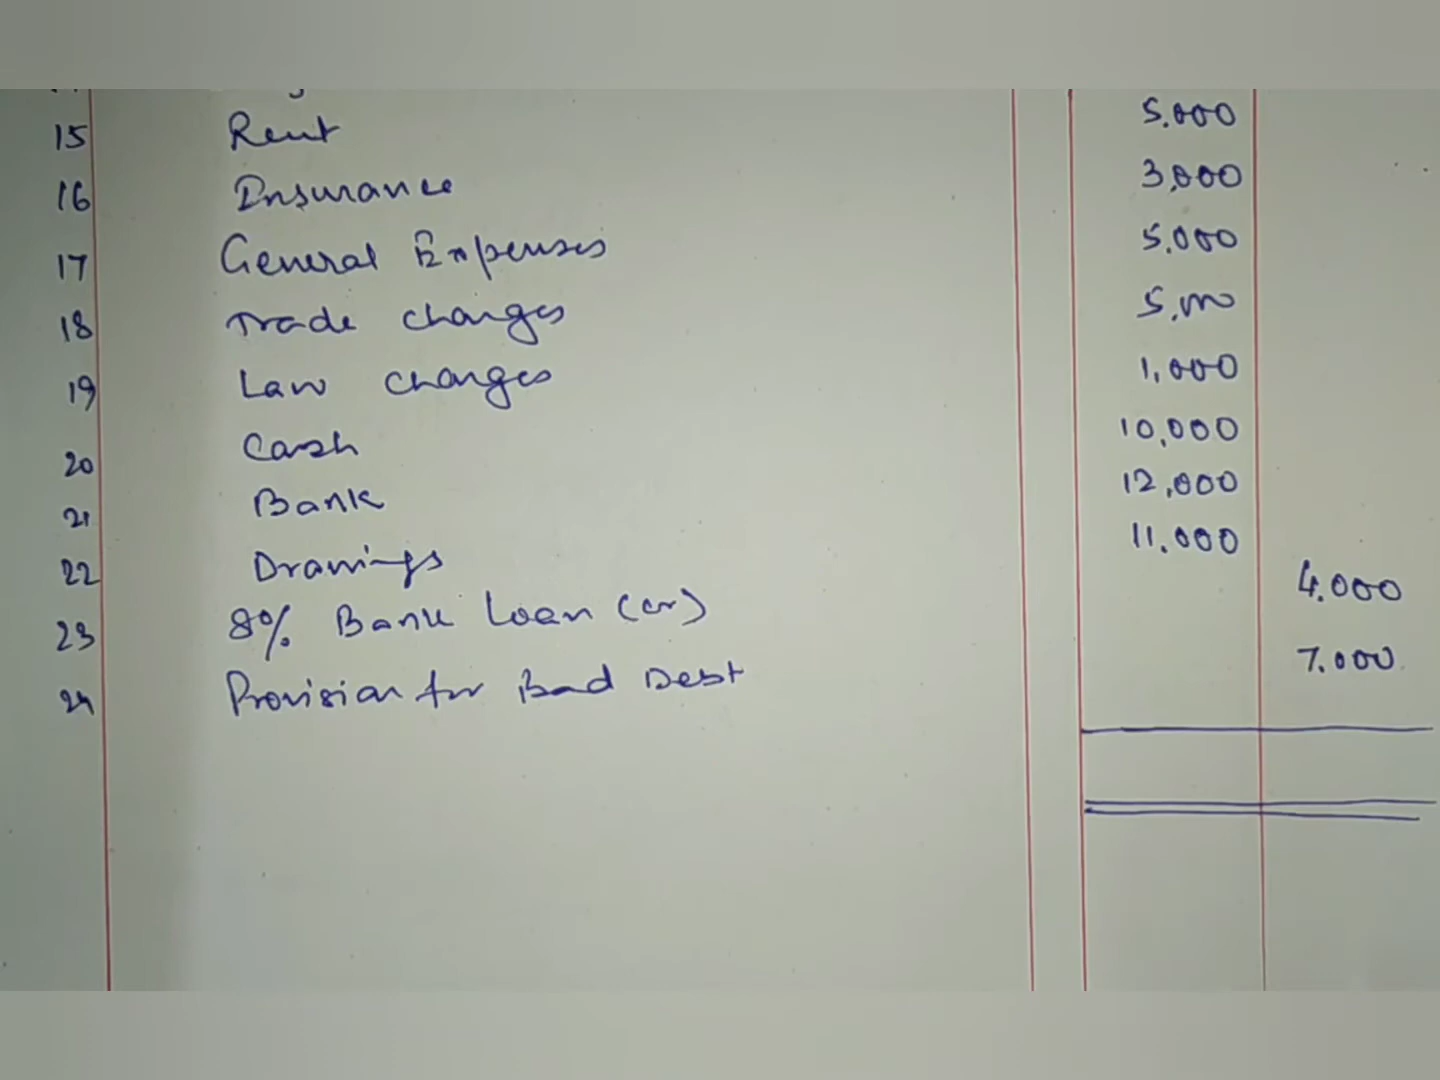 15 Rent 5.000
16 Insurance 3,000
17 General Expenses 5.000
18 Trade charges 5,000
19 Law charges 1,000
20 Cash 10,000
21 Bank 12,000
22 Drawings 11.000
23 8% Bank Loan (cr) 4.000
24 Provision for Bad Debt 7.000